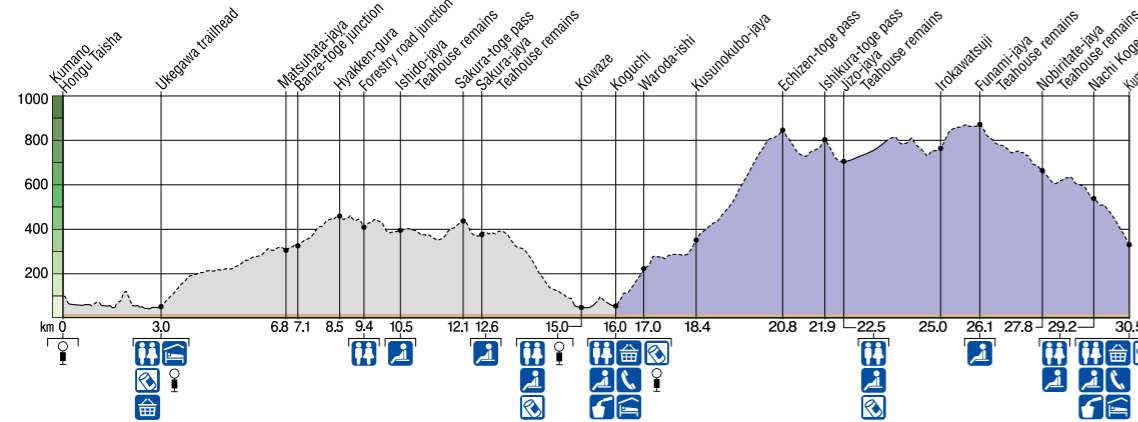 Kumano
Hongu Taisha
Ukegawa trailhead
Matsubata-jaya
Banze-toge junction
Hyakken-gura
Forestry road junction
Ishido-jaya
Teahouse remains
Sakura-toge pass
Sakura-jaya
Teahouse remains
Kowaze
Koguchi
Waroda-ishi
Kusunokubo-jaya
Echizen-toge pass
Ishikura-toge pass
Jizo-jaya
Teahouse remains
Irokawatsuji
Funami-jaya
Teahouse remains
Nobiritate-jaya
Teahouse remains
Nachi Koge
Ku
1000
800
600
400
200
km 0 3.0 6.8 7.1 8.5 9.4 10.5 12.1 12.6 15.0 16.0 17.0 18.4 20.8 21.9 22.5 25.0 26.1 27.8 29.2 30.5